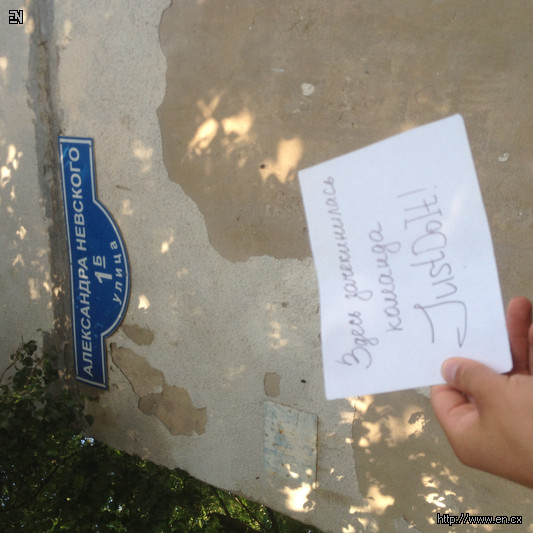 EN
АЛЕКСАНДРА НЕВСКОГО
1Б
улица
Здесь зачекинилась
команда
JustDoIt!
http://www.en.cx